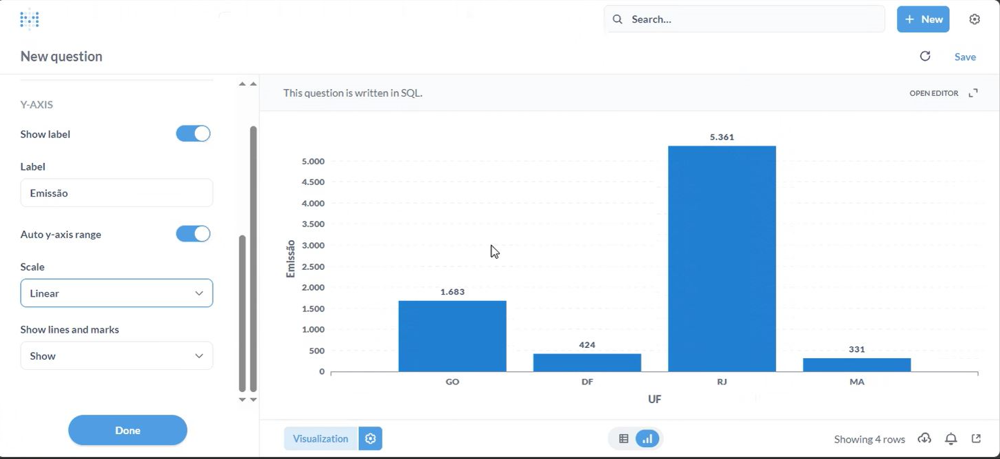 Search...
+ New
New question
Save
Y-AXIS
Show label
Label
Emissão
Auto y-axis range
Scale
Linear
Show lines and marks
Show
Done
This question is written in SQL.
OPEN EDITOR
Emissão
5.000
4.500
4.000
3.500
3.000
2.500
2.000
1.500
1.000
500
0
1.683
424
5.361
331
GO
DF
RJ
MA
UF
Visualization
Showing 4 rows